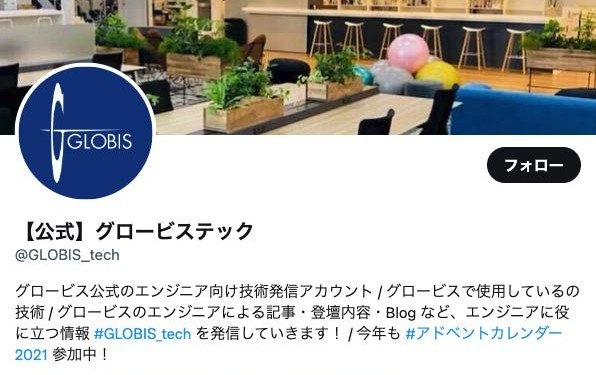 GLOBIS
フォロー
【公式】グロービステック
@GLOBIS_tech
グロービス公式のエンジニア向け技術発信アカウント / グロービスで使用しているの
技術 / グロービスのエンジニアによる記事・登壇内容・Blog など、エンジニアに役
に立つ情報 #GLOBIS_tech を発信していきます！ / 今年も #アドベントカレンダー
2021 参加中！